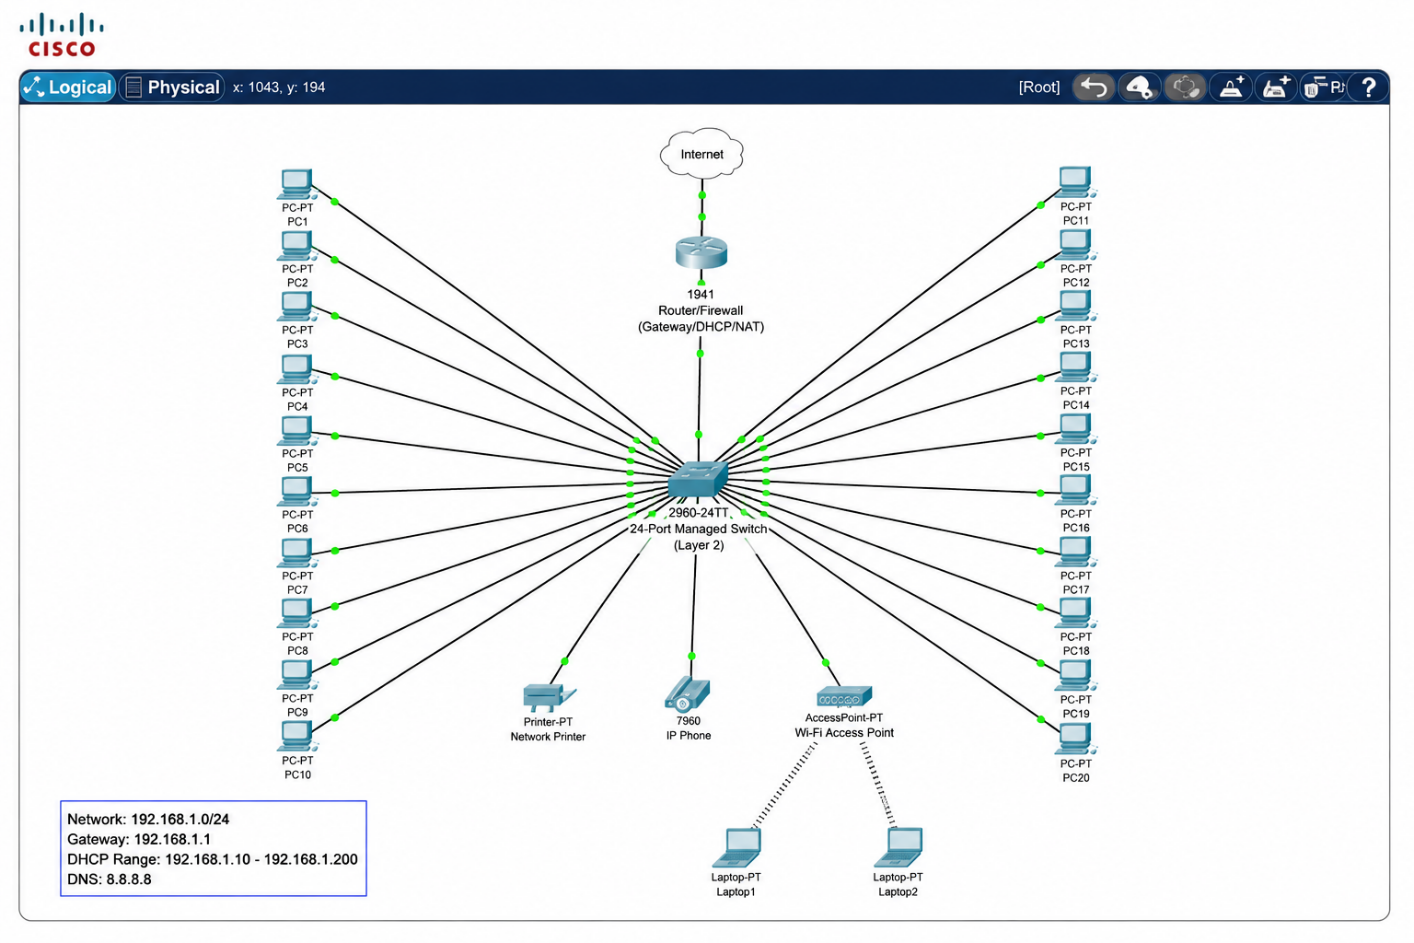 CISCO
Logical
Physical
x: 1043, y: 194
[Root]
?
Internet
1941
Router/Firewall
(Gateway/DHCP/NAT)
PC-PT
PC1
PC-PT
PC2
PC-PT
PC3
PC-PT
PC4
PC-PT
PC5
PC-PT
PC6
PC-PT
PC7
PC-PT
PC8
PC-PT
PC9
PC-PT
PC10
2960-24TT
24-Port Managed Switch
(Layer 2)
PC-PT
PC11
PC-PT
PC12
PC-PT
PC13
PC-PT
PC14
PC-PT
PC15
PC-PT
PC16
PC-PT
PC17
PC-PT
PC18
PC-PT
PC19
PC-PT
PC20
Printer-PT
Network Printer
7960
IP Phone
AccessPoint-PT
Wi-Fi Access Point
Laptop-PT
Laptop1
Laptop-PT
Laptop2
Network: 192.168.1.0/24
Gateway: 192.168.1.1
DHCP Range: 192.168.1.10 - 192.168.1.200
DNS: 8.8.8.8